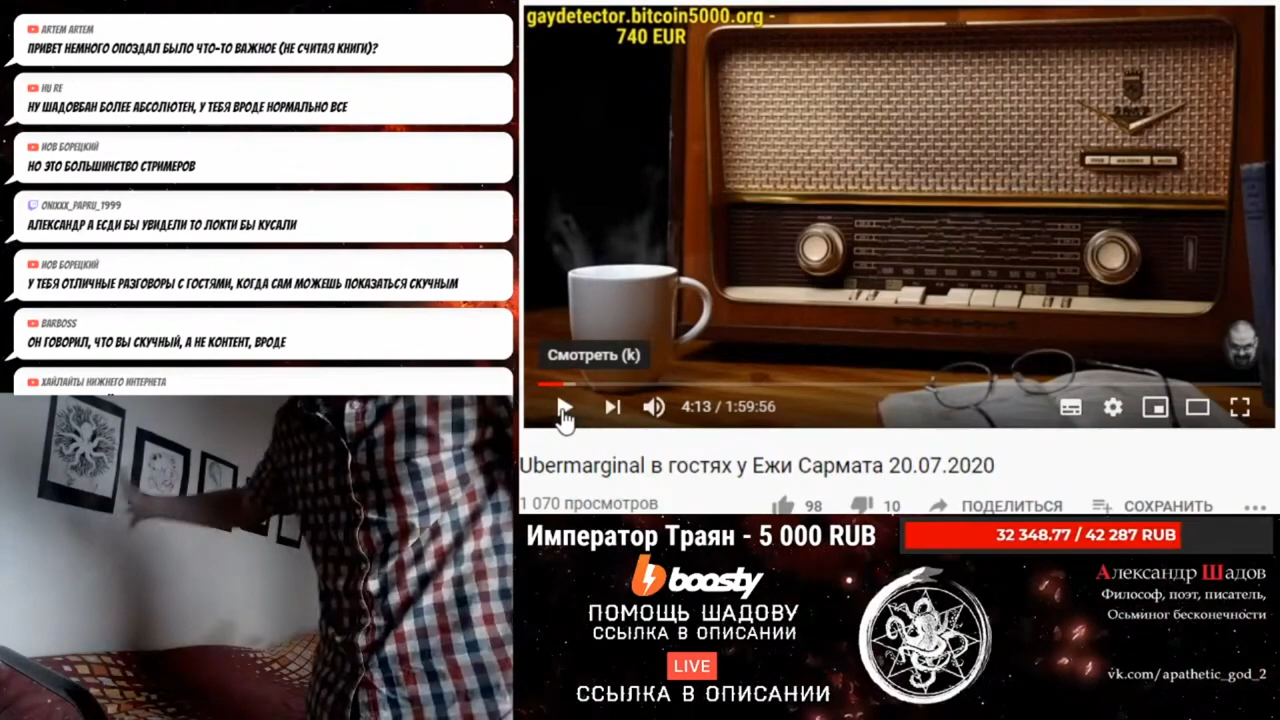 ARTEM ARTEM
ПРИВЕТ НЕМНОГО ОПОЗДАЛ БЫЛО ЧТО-ТО ВАЖНОЕ (НЕ СЧИТАЯ КНИГИ)?
HU RE
НУ ШАДОВБАН БОЛЕЕ АБСОЛЮТЕН, У ТЕБЯ ВРОДЕ НОРМАЛЬНО ВСЕ
ИОВ БОРЕЦКИЙ
НО ЭТО БОЛЬШИНСТВО СТРИМЕРОВ
ONIXXX_PAPRU_1999
АЛЕКСАНДР А ЕСДИ БЫ УВИДЕЛИ ТО ЛОКТИ БЫ КУСАЛИ
ИОВ БОРЕЦКИЙ
У ТЕБЯ ОТЛИЧНЫЕ РАЗГОВОРЫ С ГОСТЯМИ, КОГДА САМ МОЖЕШЬ ПОКАЗАТЬСЯ СКУЧНЫМ
BARBOSS
ОН ГОВОРИЛ, ЧТО ВЫ СКУЧНЫЙ, А НЕ КОНТЕНТ, ВРОДЕ
ХАЙЛАЙТЫ НИЖНЕГО ИНТЕРНЕТА
gaydetector.bitcoin5000.org -
740 EUR
Смотреть (k)
4:13 / 1:59:56
Ubermarginal в гостях у Ежи Сармата 20.07.2020
1 070 просмотров
98
10
ПОДЕЛИТЬСЯ
СОХРАНИТЬ
Император Траян - 5 000 RUB
32 348.77 / 42 287 RUB
boosty
ПОМОЩЬ ШАДОВУ
ССЫЛКА В ОПИСАНИИ
LIVE
ССЫЛКА В ОПИСАНИИ
Александр Шадов
Философ, поэт, писатель,
Осьминог бесконечности
vk.com/apathetic_god_2